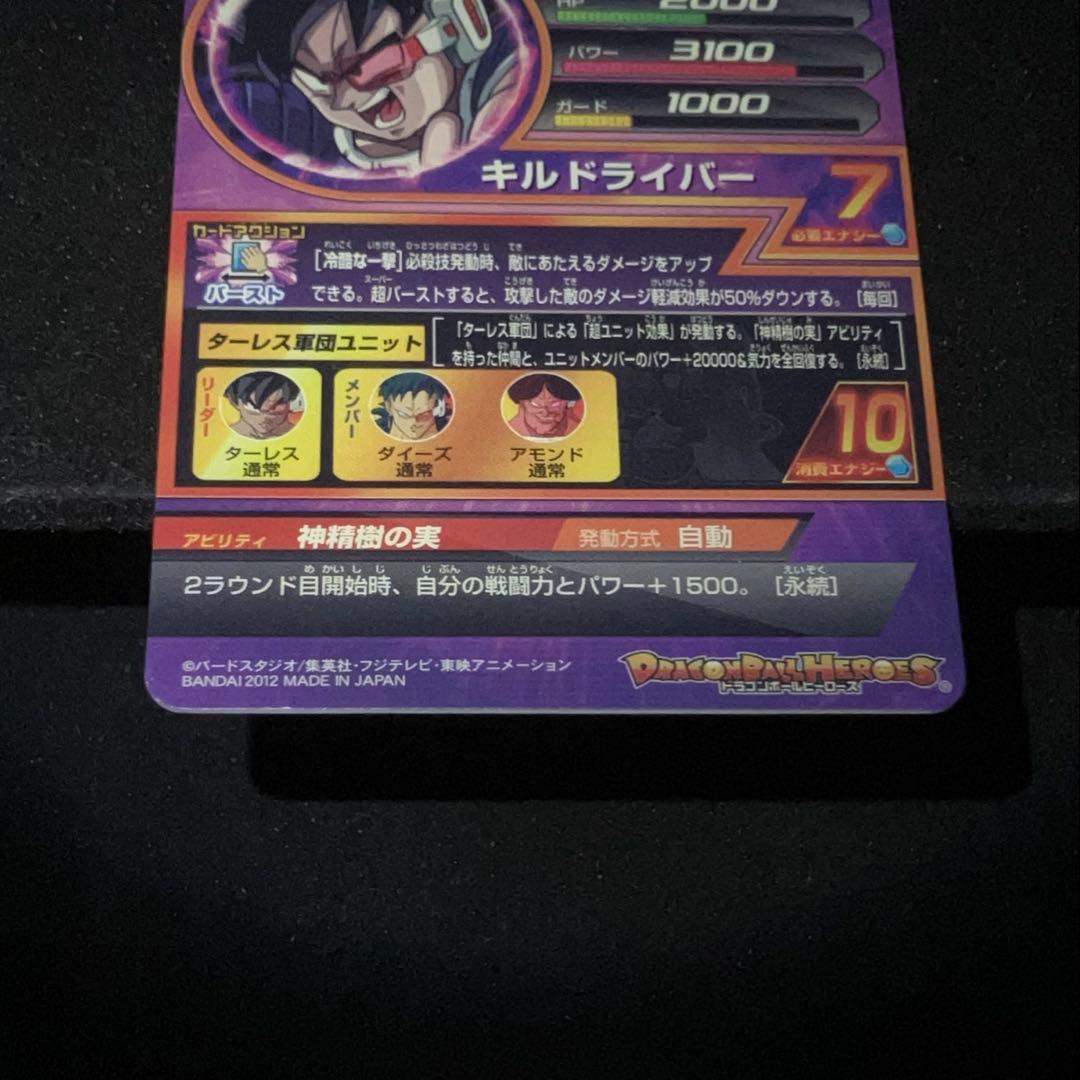 HP 2000
パワー 3100
ガード 1000
キルドライバー 7
必要エナジー
カードアクション
バースト
[冷酷な一撃]必殺技発動時、敵にあたえるダメージをアップ
できる。超バーストすると、攻撃した敵のダメージ軽減効果が50%ダウンする。 [毎回]
ターレス軍団ユニット
「ターレス軍団」による「超ユニット効果」が発動する。「神精樹の実」アビリティ
を持った仲間と、ユニットメンバーのパワー+20000&気力を全回復する。 [永続]
リーダー
ターレス
通常
メンバー
ダイーズ
通常
アモンド
通常
10
消費エナジー
アビリティ 神精樹の実 発動方式 自動
2ラウンド目開始時、自分の戦闘力とパワー+1500。 [永続]
©バードスタジオ/集英社・フジテレビ・東映アニメーション
BANDAI 2012 MADE IN JAPAN
DRAGONBALL HEROES®
ドラゴンボールヒーローズ